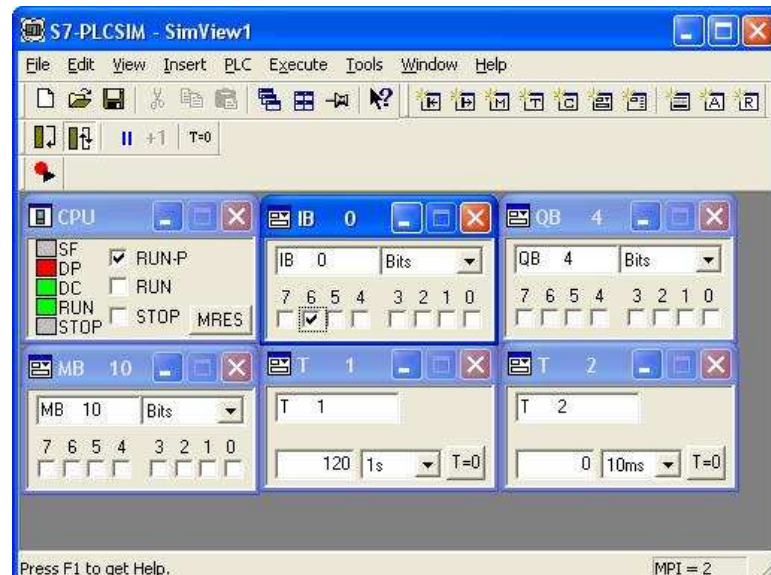 S7-PLCSIM - SimView1
File Edit View Insert PLC Execute Tools Window Help
+1 T=0
CPU
SF
DP
DC
RUN
STOP
RUN-P
RUN
STOP MRES
IB 0
IB 0 Bits
7 6 5 4 3 2 1 0
QB 4
QB 4 Bits
7 6 5 4 3 2 1 0
MB 10
MB 10 Bits
7 6 5 4 3 2 1 0
T 1
T 1
120 1s T=0
T 2
T 2
0 10ms T=0
Press F1 to get Help. MPI = 2